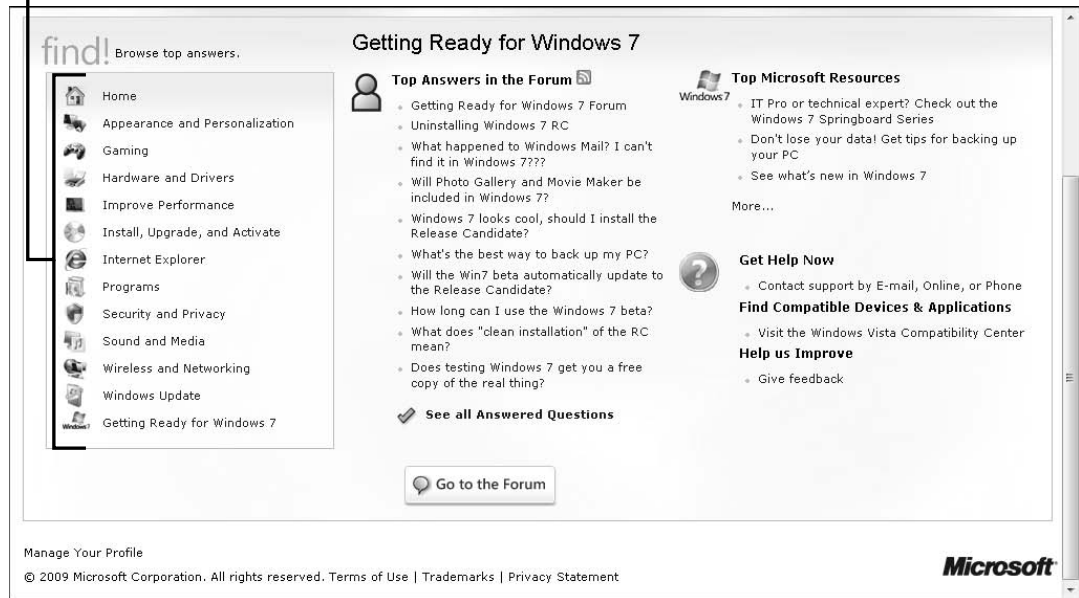 find! Browse top answers.
Home
Appearance and Personalization
Gaming
Hardware and Drivers
Improve Performance
Install, Upgrade, and Activate
Internet Explorer
Programs
Security and Privacy
Sound and Media
Wireless and Networking
Windows Update
Windows7 Getting Ready for Windows 7
Getting Ready for Windows 7
Top Answers in the Forum
Getting Ready for Windows 7 Forum
Uninstalling Windows 7 RC
What happened to Windows Mail? I can't
find it in Windows 7???
Will Photo Gallery and Movie Maker be
included in Windows 7?
Windows 7 looks cool, should I install the
Release Candidate?
What's the best way to back up my PC?
Will the Win7 beta automatically update to
the Release Candidate?
How long can I use the Windows 7 beta?
What does "clean installation" of the RC
mean?
Does testing Windows 7 get you a free
copy of the real thing?
See all Answered Questions
Go to the Forum
Windows7
Top Microsoft Resources
IT Pro or technical expert? Check out the
Windows 7 Springboard Series
Don't lose your data! Get tips for backing up
your PC
See what's new in Windows 7
More...
Get Help Now
Contact support by E-mail, Online, or Phone
Find Compatible Devices & Applications
Visit the Windows Vista Compatibility Center
Help us Improve
Give feedback
Manage Your Profile
© 2009 Microsoft Corporation. All rights reserved. Terms of Use | Trademarks | Privacy Statement
Microsoft